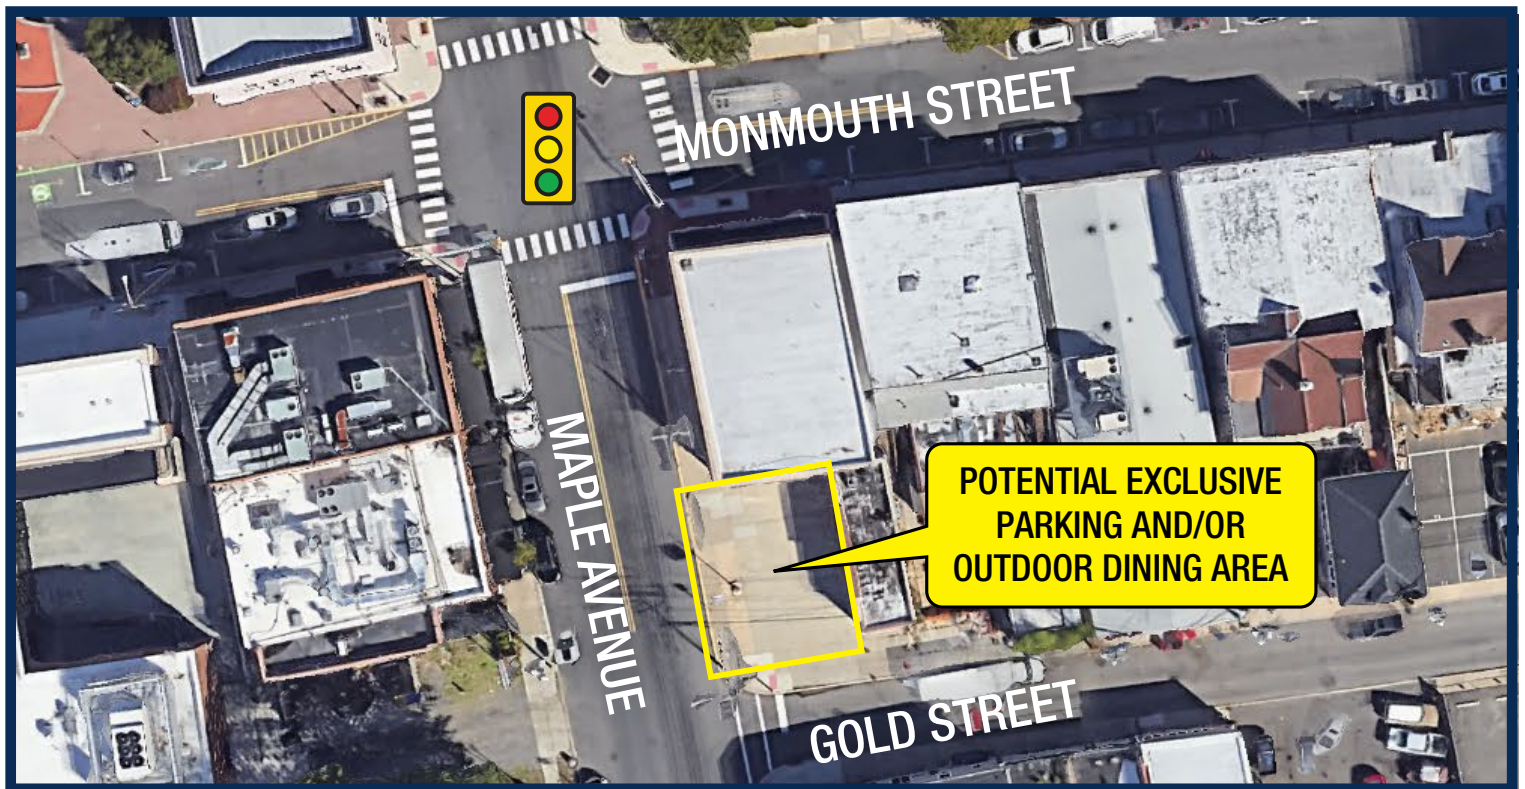 MONMOUTH STREET
MAPLE AVENUE
POTENTIAL EXCLUSIVE
PARKING AND/OR
OUTDOOR DINING AREA
GOLD STREET